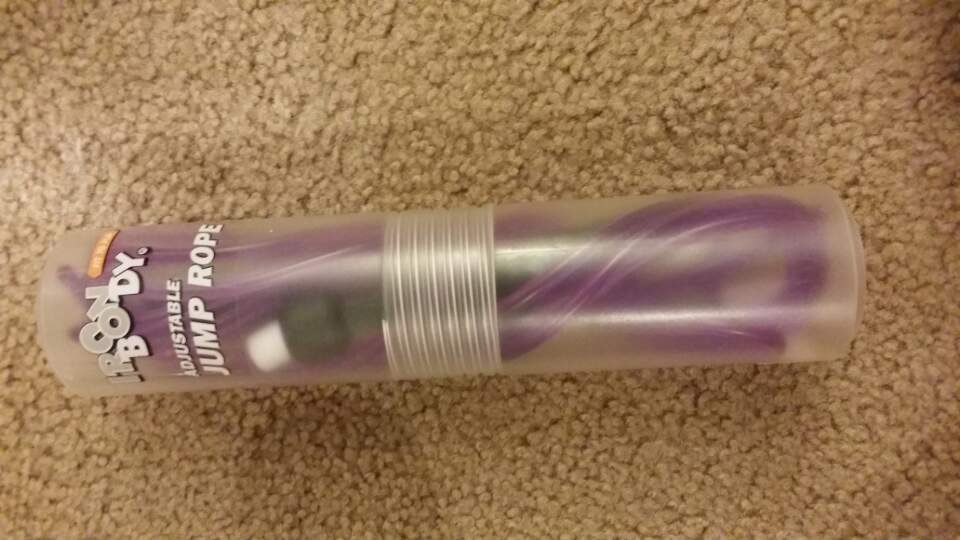 IRON
BODY
ADJUSTABLE
JUMP ROPE